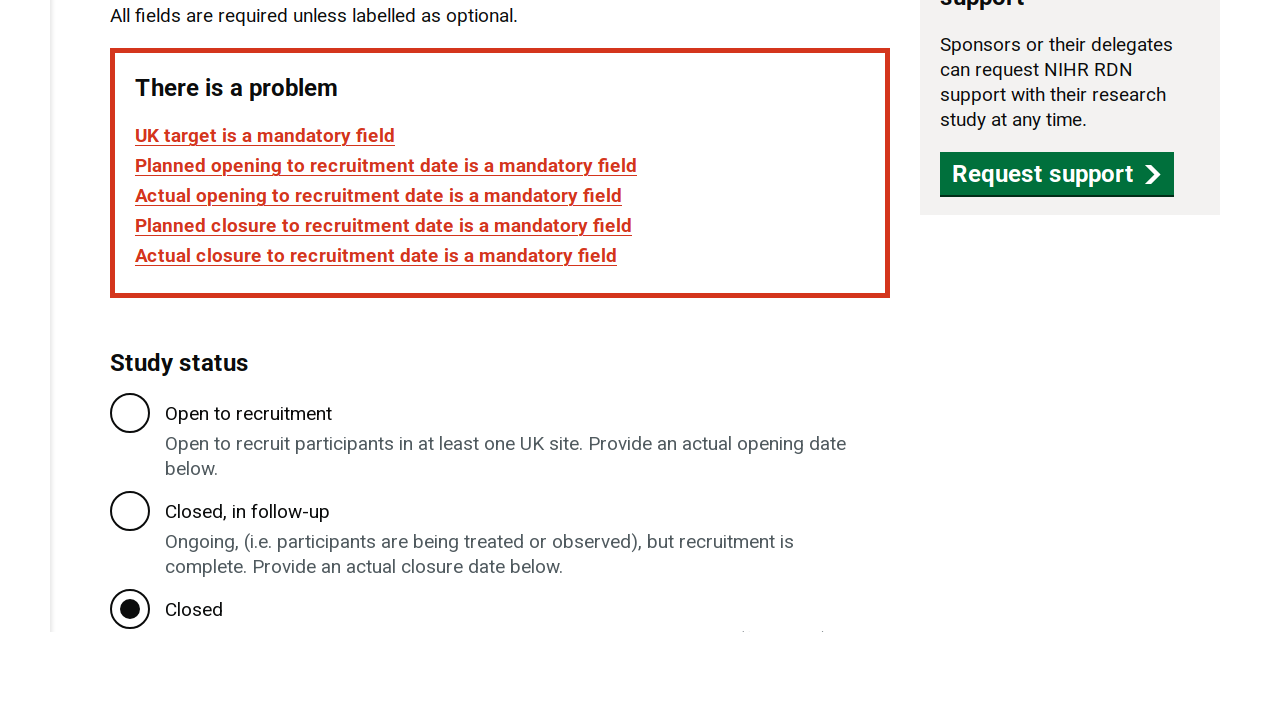 All fields are required unless labelled as optional.
There is a problem
UK target is a mandatory field
Planned opening to recruitment date is a mandatory field
Actual opening to recruitment date is a mandatory field
Planned closure to recruitment date is a mandatory field
Actual closure to recruitment date is a mandatory field
Study status
Open to recruitment
Open to recruit participants in at least one UK site. Provide an actual opening date
below.
Closed, in follow-up
Ongoing, (i.e. participants are being treated or observed), but recruitment is
complete. Provide an actual closure date below.
Closed
support
Sponsors or their delegates
can request NIHR RDN
support with their research
study at any time.
Request support